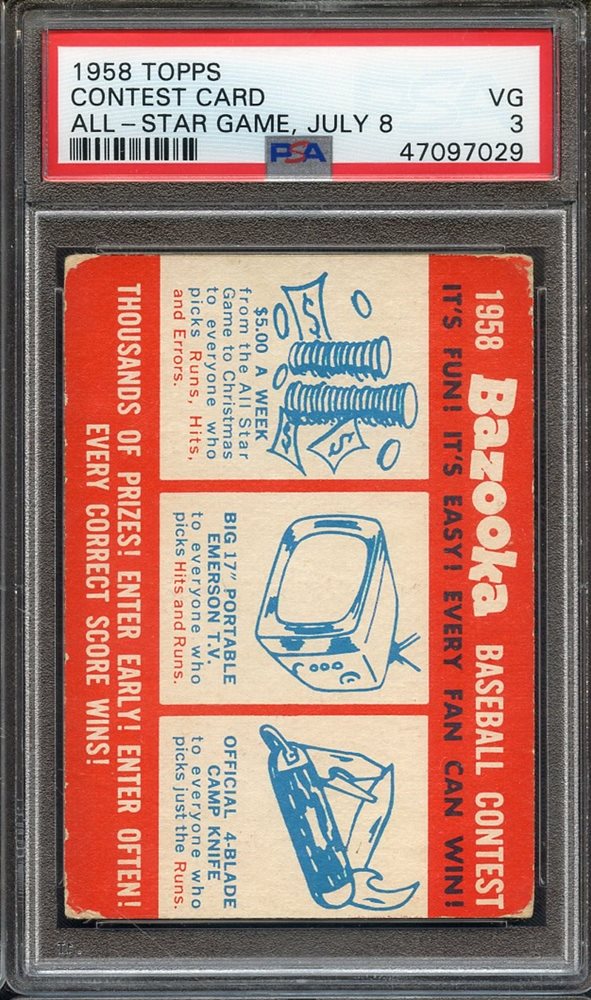 1958 TOPPS
CONTEST CARD VG
ALL-STAR GAME, JULY 8 3
PSA 47097029
1958 Bazooka BASEBALL CONTEST
IT'S FUN! IT'S EASY! EVERY FAN CAN WIN!
$5.00 A WEEK
from the All Star
Game to Christmas
to everyone who
picks Runs, Hits,
and Errors.
BIG 17" PORTABLE
EMERSON T.V.
to everyone who
picks Hits and Runs.
OFFICIAL 4-BLADE
CAMP KNIFE
to everyone who
picks just the Runs.
THOUSANDS OF PRIZES! ENTER EARLY! ENTER OFTEN!
EVERY CORRECT SCORE WINS!